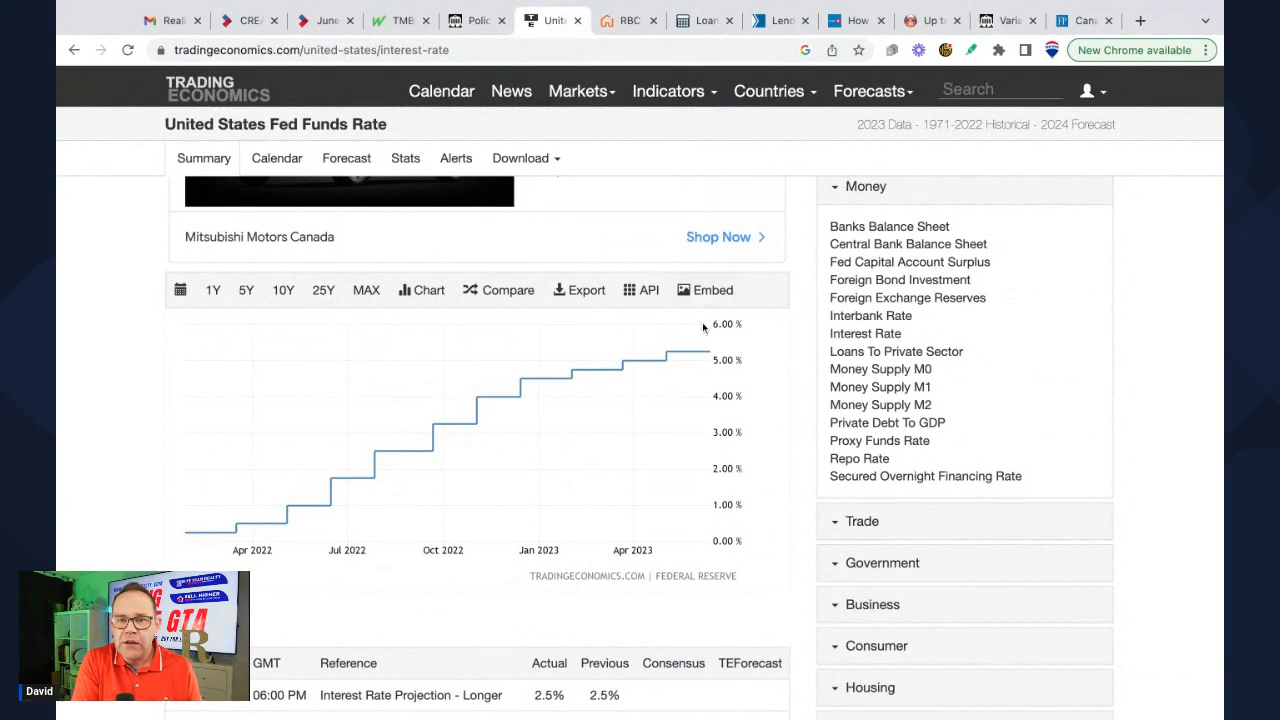 Reali
CREA
June
TMB
Polic
Unite
RBC
Loan
Lend
How
Up to
Varia
Cana
tradingeconomics.com/united-states/interest-rate
New Chrome available
TRADING
ECONOMICS
Calendar News Markets Indicators Countries Forecasts Search
United States Fed Funds Rate
2023 Data - 1971-2022 Historical - 2024 Forecast
Summary Calendar Forecast Stats Alerts Download
Mitsubishi Motors Canada
Shop Now
1Y 5Y 10Y 25Y MAX Chart Compare Export API Embed
6.00 %
5.00 %
4.00 %
3.00 %
2.00 %
1.00 %
0.00 %
Apr 2022 Jul 2022 Oct 2022 Jan 2023 Apr 2023
TRADINGECONOMICS.COM | FEDERAL RESERVE
GMT Reference Actual Previous Consensus TEForecast
06:00 PM Interest Rate Projection - Longer 2.5% 2.5%
Money
Banks Balance Sheet
Central Bank Balance Sheet
Fed Capital Account Surplus
Foreign Bond Investment
Foreign Exchange Reserves
Interbank Rate
Interest Rate
Loans To Private Sector
Money Supply M0
Money Supply M1
Money Supply M2
Private Debt To GDP
Proxy Funds Rate
Repo Rate
Secured Overnight Financing Rate
Trade
Government
Business
Consumer
Housing
SELL HIGHER
GTA
R
David